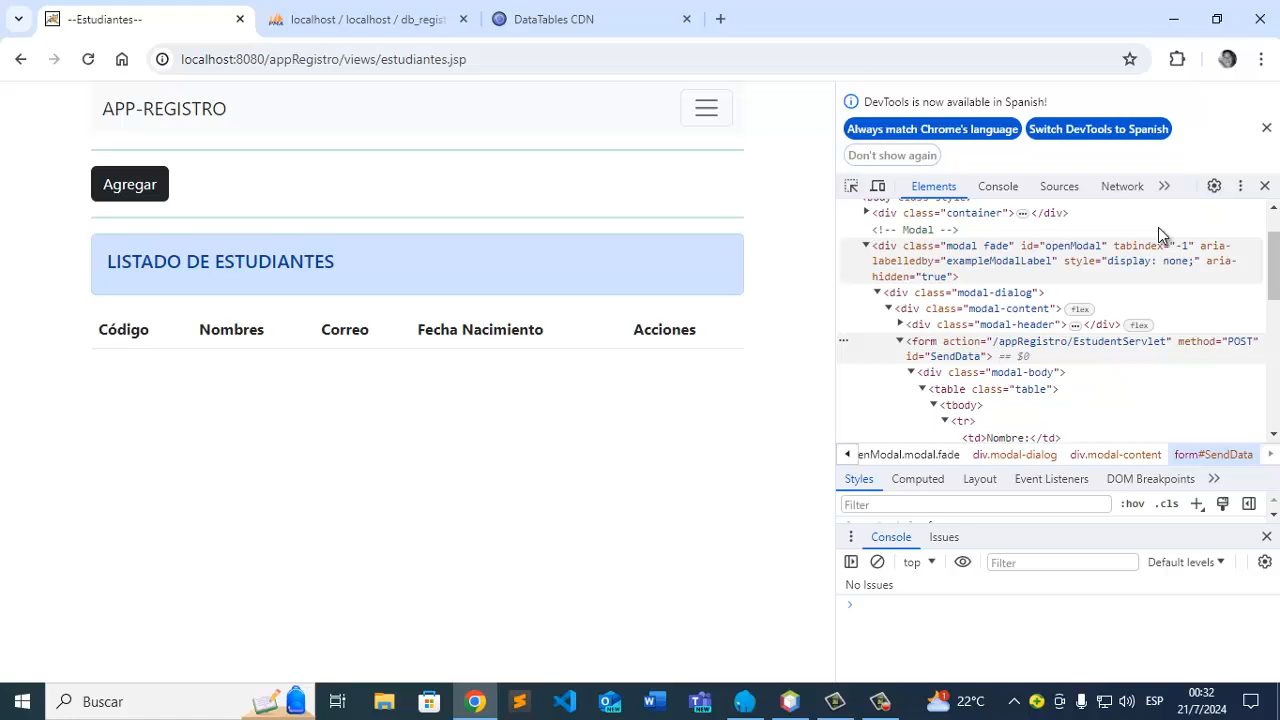 --Estudiantes--
localhost / localhost / db_regist
DataTables CDN
localhost:8080/appRegistro/views/estudiantes.jsp
APP-REGISTRO
Agregar
LISTADO DE ESTUDIANTES
Código Nombres Correo Fecha Nacimiento Acciones
DevTools is now available in Spanish!
Always match Chrome's language Switch DevTools to Spanish
Don't show again
Elements Console Sources Network
<div class="container"> </div>
<!-- Modal -->
<div class="modal fade" id="openModal" tabindex="-1" aria-
labelledby="exampleModalLabel" style="display: none;" aria-
hidden="true">
<div class="modal-dialog">
<div class="modal-content"> flex
<div class="modal-header"> </div> flex
<form action="/appRegistro/EstudentServlet" method="POST"
id="SendData"> == $0
<div class="modal-body">
<table class="table">
<tbody>
<tr>
<td>Nombre:</td>
enModal.modal.fade div.modal-dialog div.modal-content form#SendData
Styles Computed Layout Event Listeners DOM Breakpoints
Filter :hov .cls
Console Issues
top Filter Default levels
No Issues
Buscar
1
22°C
ESP
00:32
21/7/2024